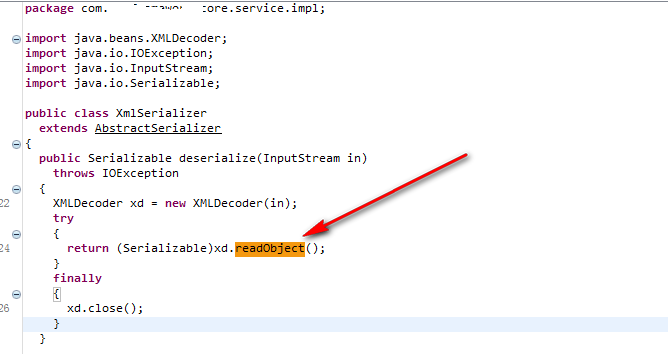 package com. core.service.impl;
import java.beans.XMLDecoder;
import java.io.IOException;
import java.io.InputStream;
import java.io.Serializable;
public class XmlSerializer
extends AbstractSerializer
{
public Serializable deserialize(InputStream in)
throws IOException
{
22 XMLDecoder xd = new XMLDecoder(in);
try
{
24 return (Serializable)xd.readObject();
}
finally
{
26 xd.close();
}
}